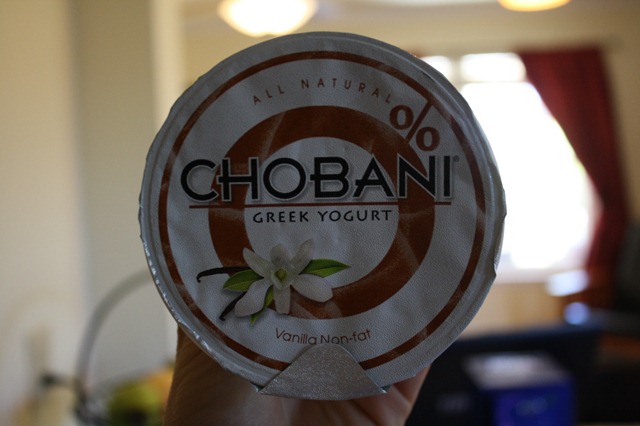 ALL NATURAL
0%
CHOBANI®
GREEK YOGURT
Vanilla Non-fat